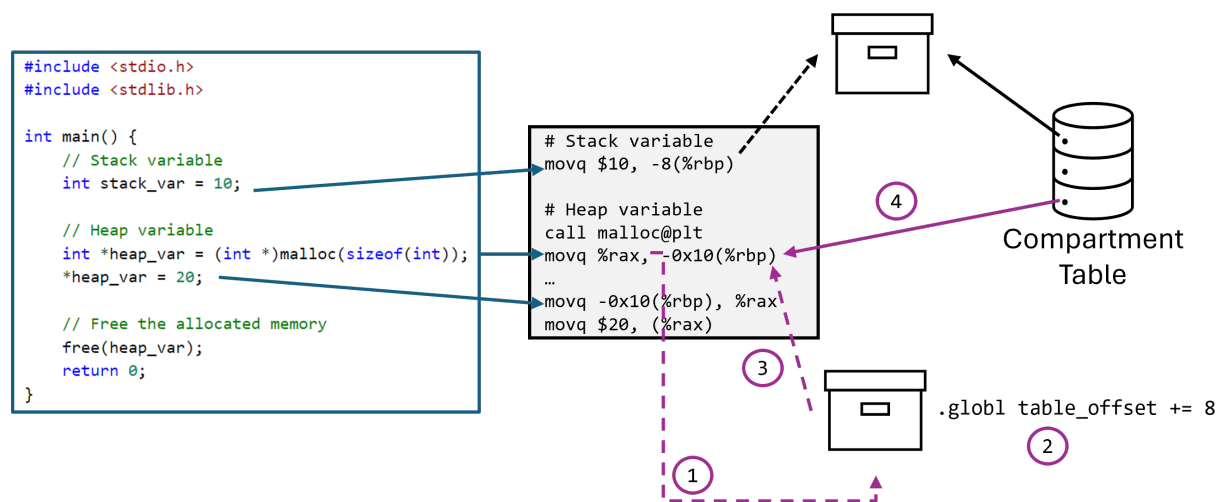 #include <stdio.h>
#include <stdlib.h>
int main() {
// Stack variable
int stack_var = 10;
// Heap variable
int *heap_var = (int *)malloc(sizeof(int));
*heap_var = 20;
// Free the allocated memory
free(heap_var);
return 0;
}
# Stack variable
movq $10, -8(%rbp)
# Heap variable
call malloc@plt
movq %rax, -0x10(%rbp)
…
movq -0x10(%rbp), %rax
movq $20, (%rax)
4
Compartment
Table
3
.globl table_offset += 8
2
1